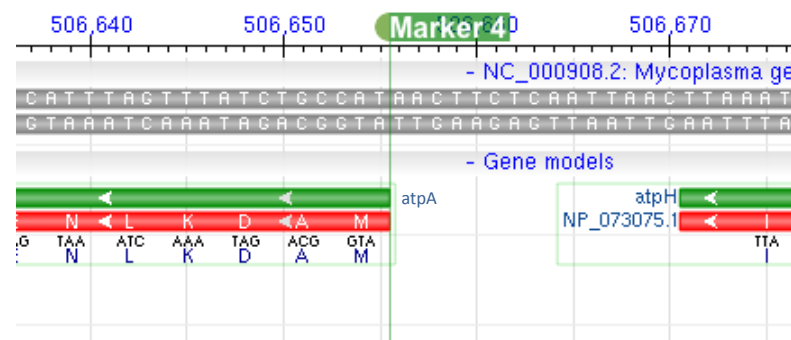 506,640 506,650 Marker 4 0 506,670
- NC_000908.2: Mycoplasma ge
C A T T T A G T T T A T C T G C C A T A A C T T C T C A A T T A A C T T A A A T
G T A A A T C A A A T A G A C G G T A T T G A A G A G T T A A T T G A A T T T A
- Gene models
atpA atpH
N L K D A M NP_073075.1 I
G TAA ATC AAA TAG ACG GTA TTA
N L K D A M I